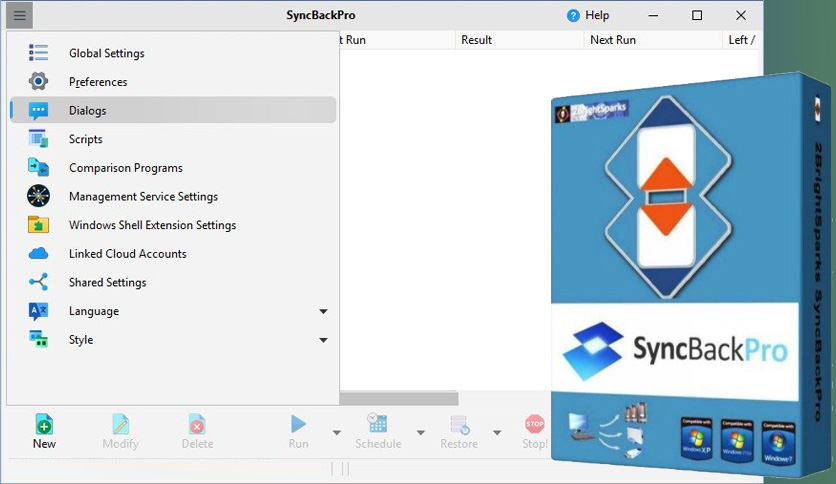 SyncBackPro
Help
t Run
Result
Next Run
Left /
Global Settings
Preferences
Dialogs
Scripts
Comparison Programs
Management Service Settings
Windows Shell Extension Settings
Linked Cloud Accounts
Shared Settings
Language
Style
New
Modify
Delete
Run
Schedule
Restore
STOP
Stop!
2BrightSparks
SyncBackPro
Compatible with
Windows XP
Compatible with
Windows Vista
Compatible with
Windows 7
2BrightSparks SyncBackPro